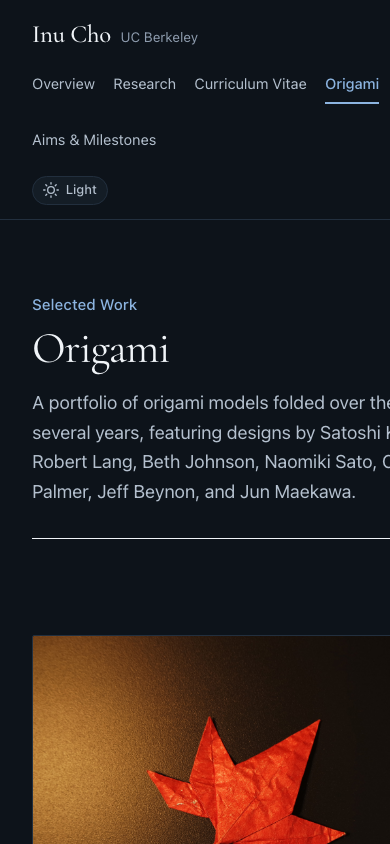 Inu Cho UC Berkeley
Overview Research Curriculum Vitae Origami
Aims & Milestones
Light
Selected Work
Origami
A portfolio of origami models folded over the
several years, featuring designs by Satoshi
Robert Lang, Beth Johnson, Naomiki Sato,
Palmer, Jeff Beynon, and Jun Maekawa.